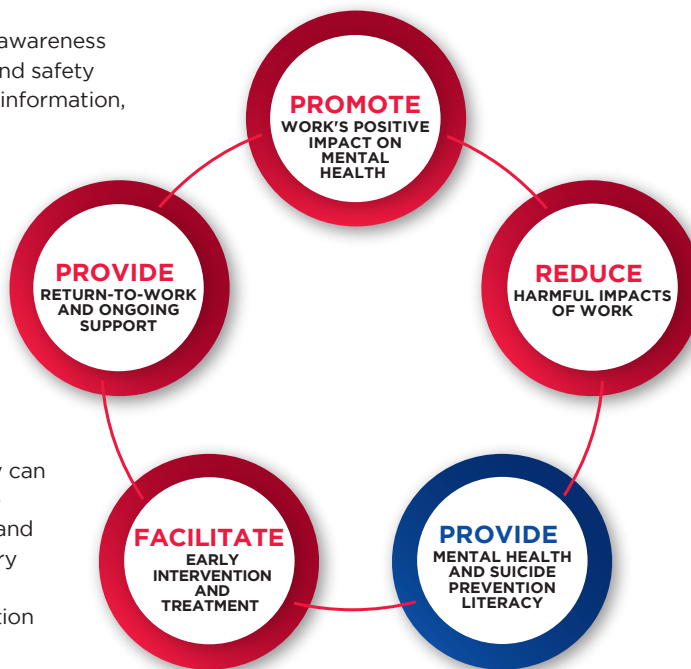 awareness
nd safety
information,
PROMOTE
WORK'S POSITIVE
IMPACT ON
MENTAL
HEALTH
PROVIDE
RETURN-TO-WORK
AND ONGOING
SUPPORT
REDUCE
HARMFUL IMPACTS
OF WORK
can
and
ry
tion
FACILITATE
EARLY
INTERVENTION
AND
TREATMENT
PROVIDE
MENTAL HEALTH
AND SUICIDE
PREVENTION
LITERACY